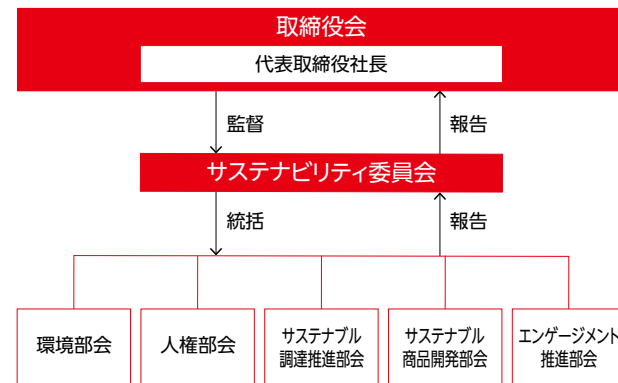 取締役会
代表取締役社長
監督
報告
サステナビリティ委員会
統括
報告
環境部会
人権部会
サステナブル
調達推進部会
サステナブル
商品開発部会
エンゲージメント
推進部会